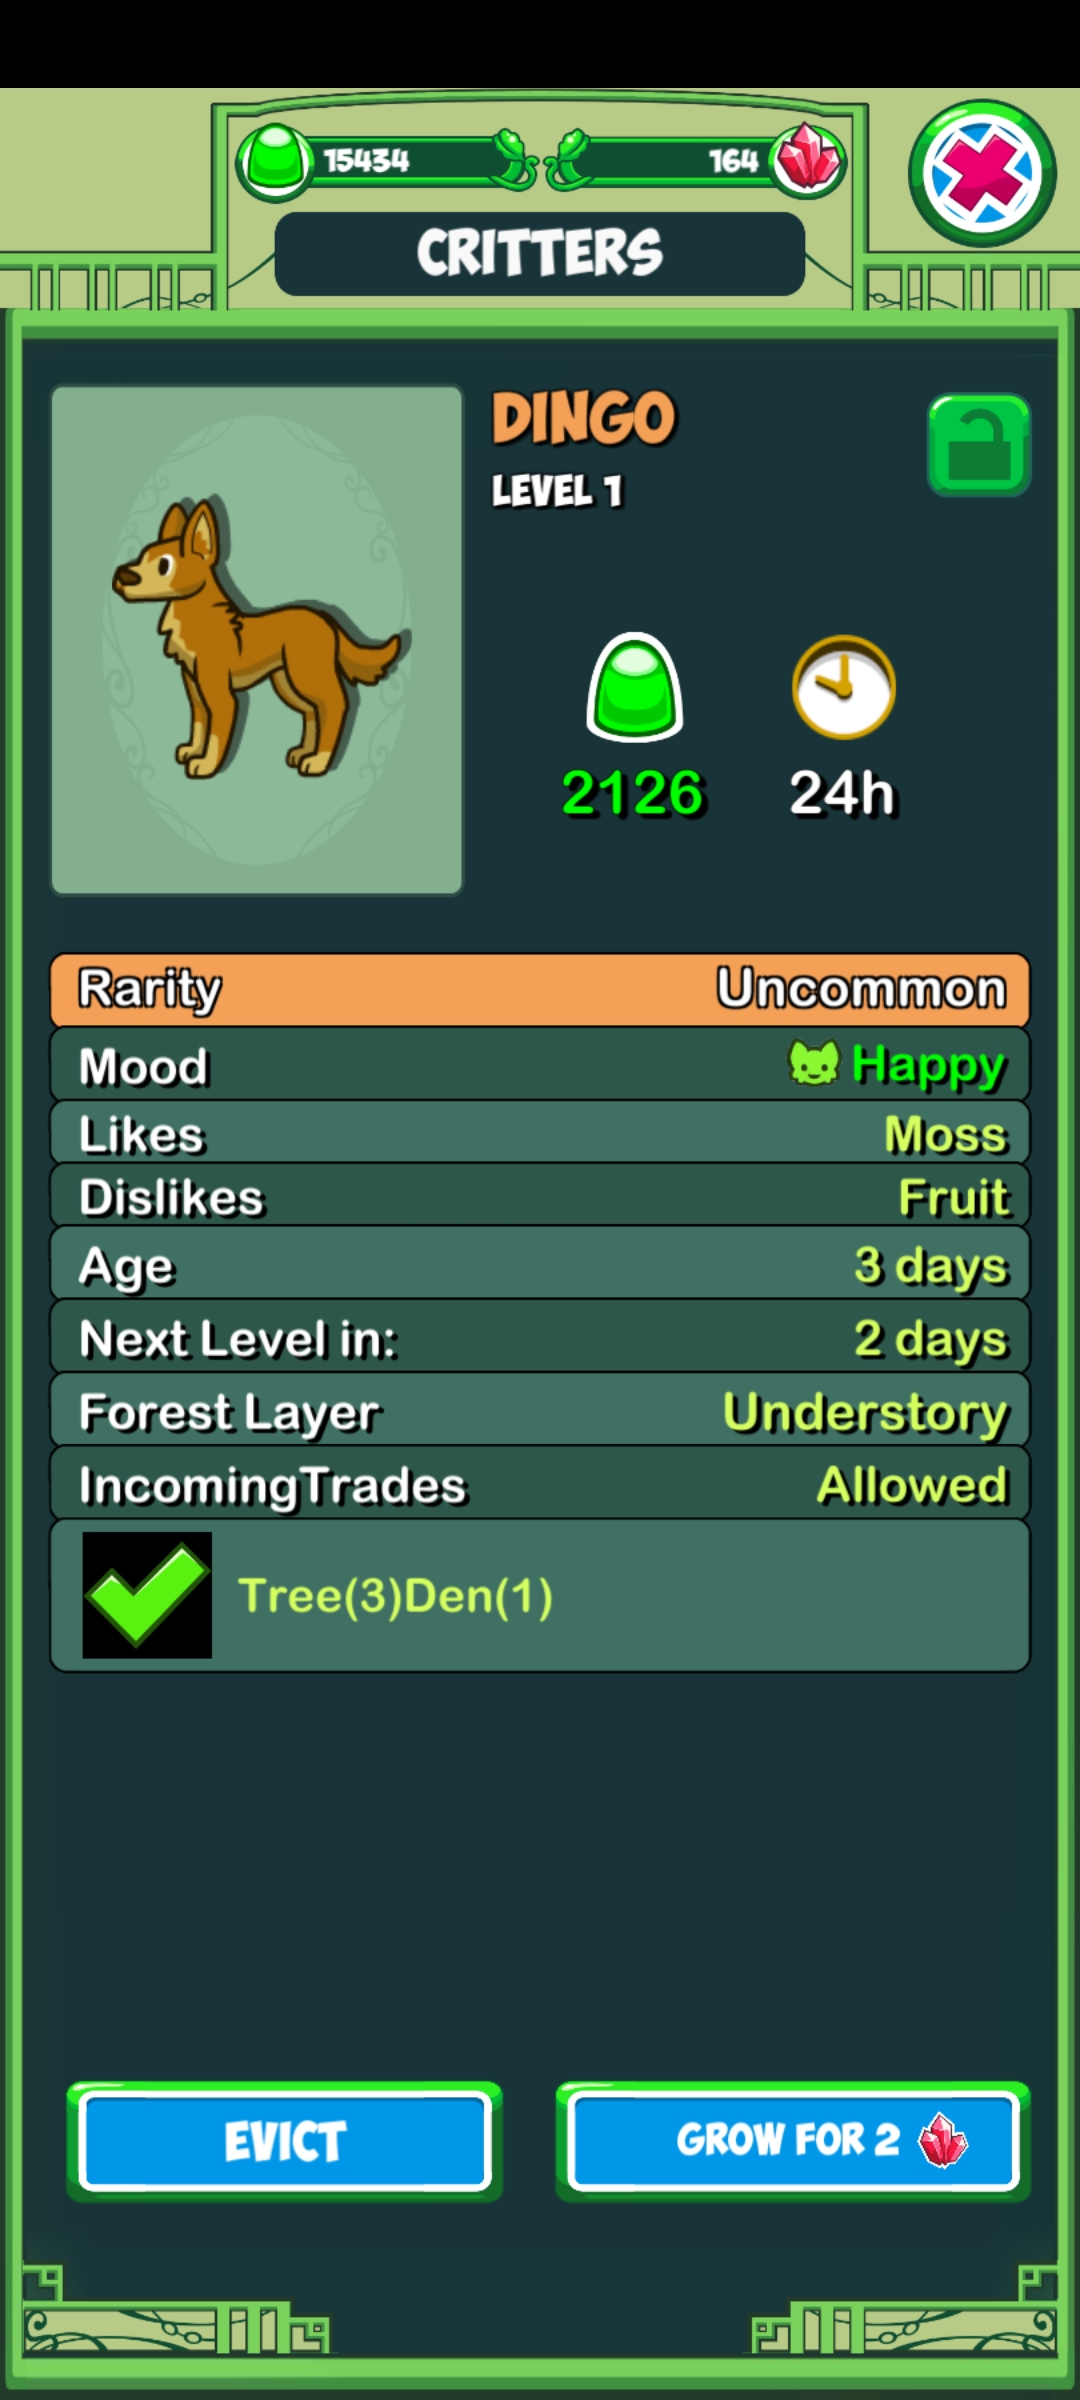 15434
164
CRITTERS
DINGO
LEVEL 1
2126
24h
Rarity Uncommon
Mood Happy
Likes Moss
Dislikes Fruit
Age 3 days
Next Level in: 2 days
Forest Layer Understory
IncomingTrades Allowed
Tree(3)Den(1)
EVICT
GROW FOR 2